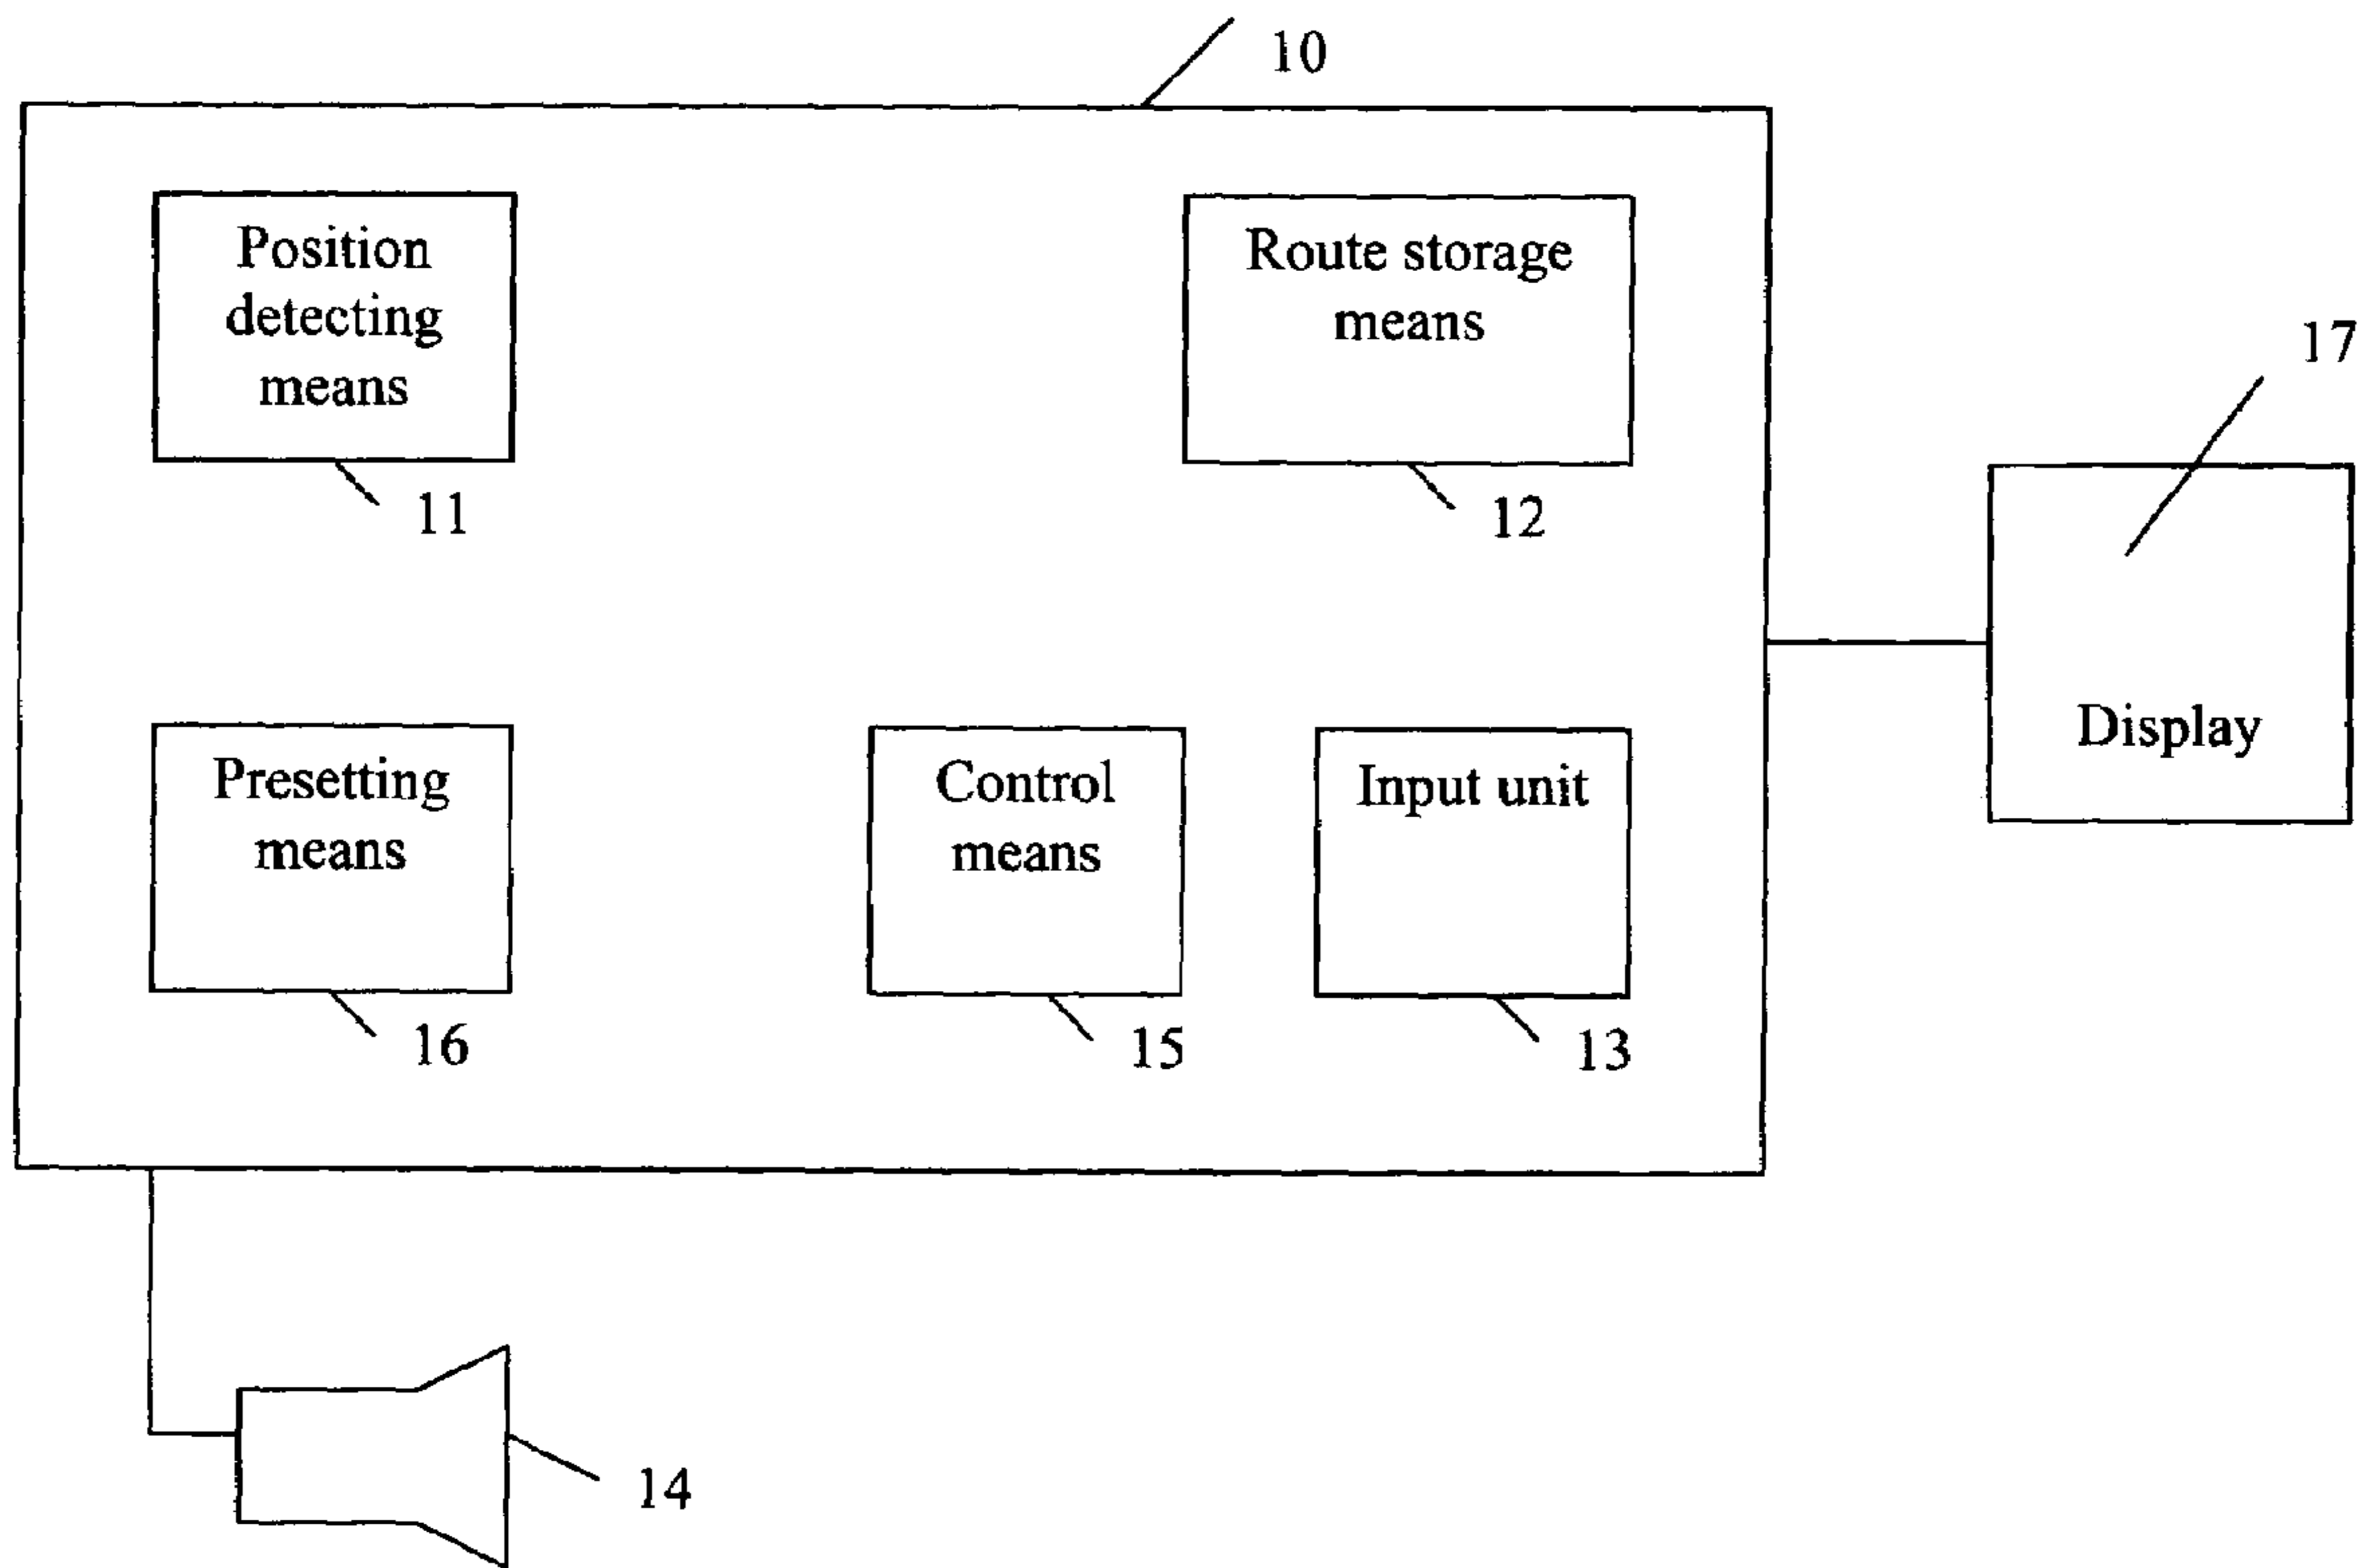 10
Position
detecting
means
11
Route storage
means
12
17
Display
Presetting
means
16
Control
means
15
Input unit
13
14